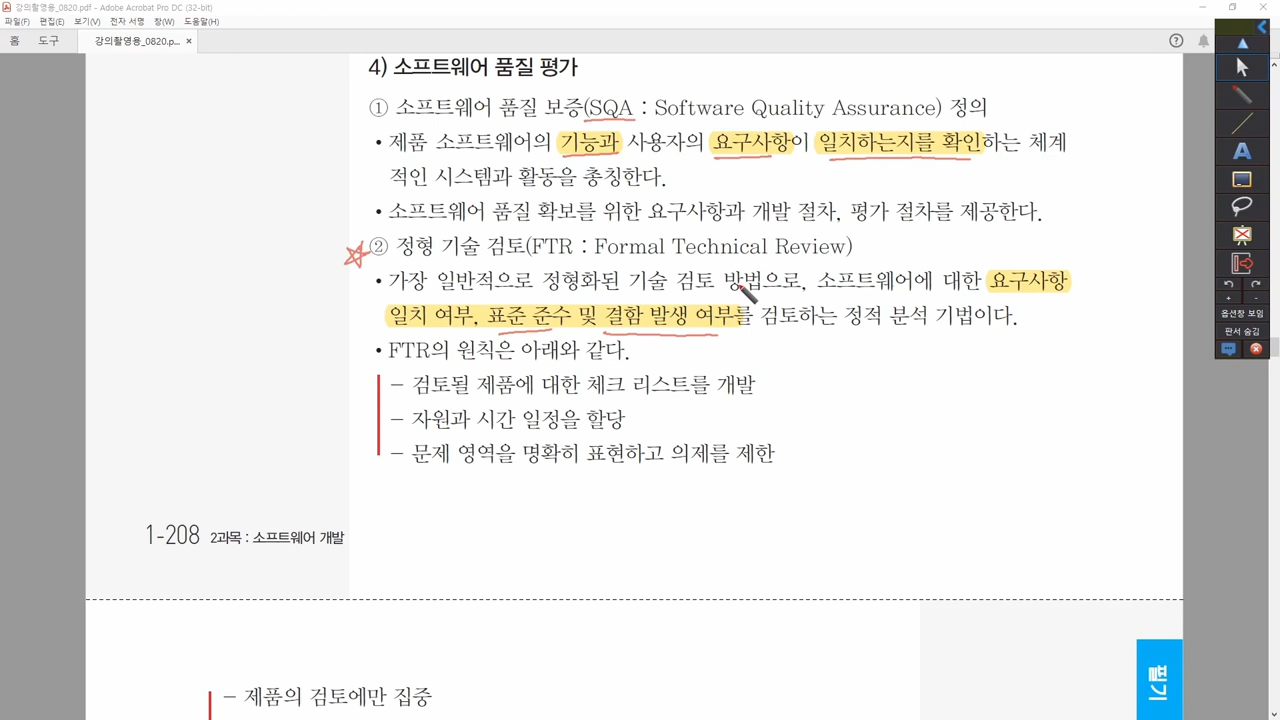 강의촬영용_0820.pdf - Adobe Acrobat Pro DC (32-bit)
파일(F) 편집(E) 보기(V) 전자 서명 창(W) 도움말(H)
홈 도구 강의촬영용_0820.p... ×
4) 소프트웨어 품질 평가
① 소프트웨어 품질 보증(SQA : Software Quality Assurance) 정의
• 제품 소프트웨어의 기능과 사용자의 요구사항이 일치하는지를 확인하는 체계
적인 시스템과 활동을 총칭한다.
• 소프트웨어 품질 확보를 위한 요구사항과 개발 절차, 평가 절차를 제공한다.
② 정형 기술 검토(FTR : Formal Technical Review)
• 가장 일반적으로 정형화된 기술 검토 방법으로, 소프트웨어에 대한 요구사항
일치 여부, 표준 준수 및 결함 발생 여부를 검토하는 정적 분석 기법이다.
• FTR의 원칙은 아래와 같다.
− 검토될 제품에 대한 체크 리스트를 개발
− 자원과 시간 일정을 할당
− 문제 영역을 명확히 표현하고 의제를 제한
1-208 2과목 : 소프트웨어 개발
− 제품의 검토에만 집중
필기
A
옵션창 보임
판서 숨김